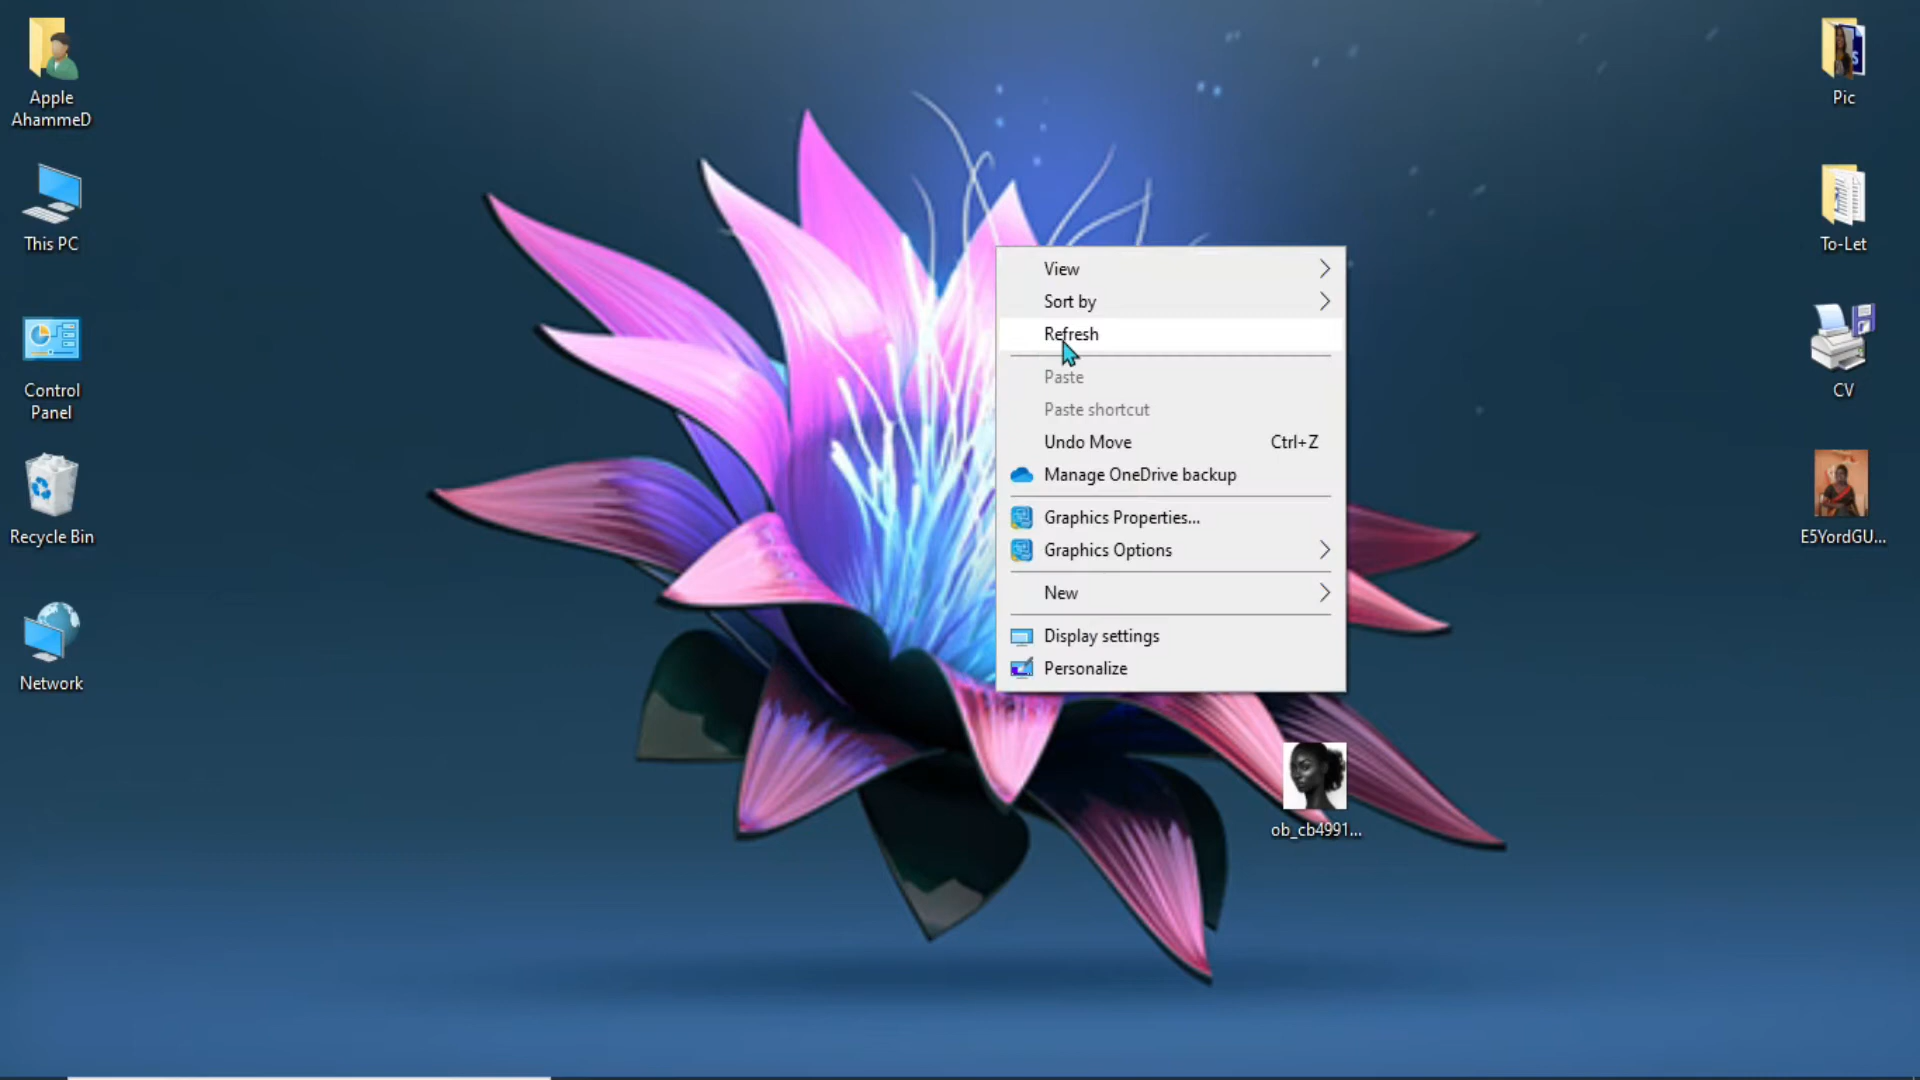 Apple
AhammeD
This PC
Control
Panel
Recycle Bin
Network
View
Sort by
Refresh
Paste
Paste shortcut
Undo Move Ctrl+Z
Manage OneDrive backup
Graphics Properties...
Graphics Options
New
Display settings
Personalize
ob_cb4991...
Pic
To-Let
CV
E5YordGU...